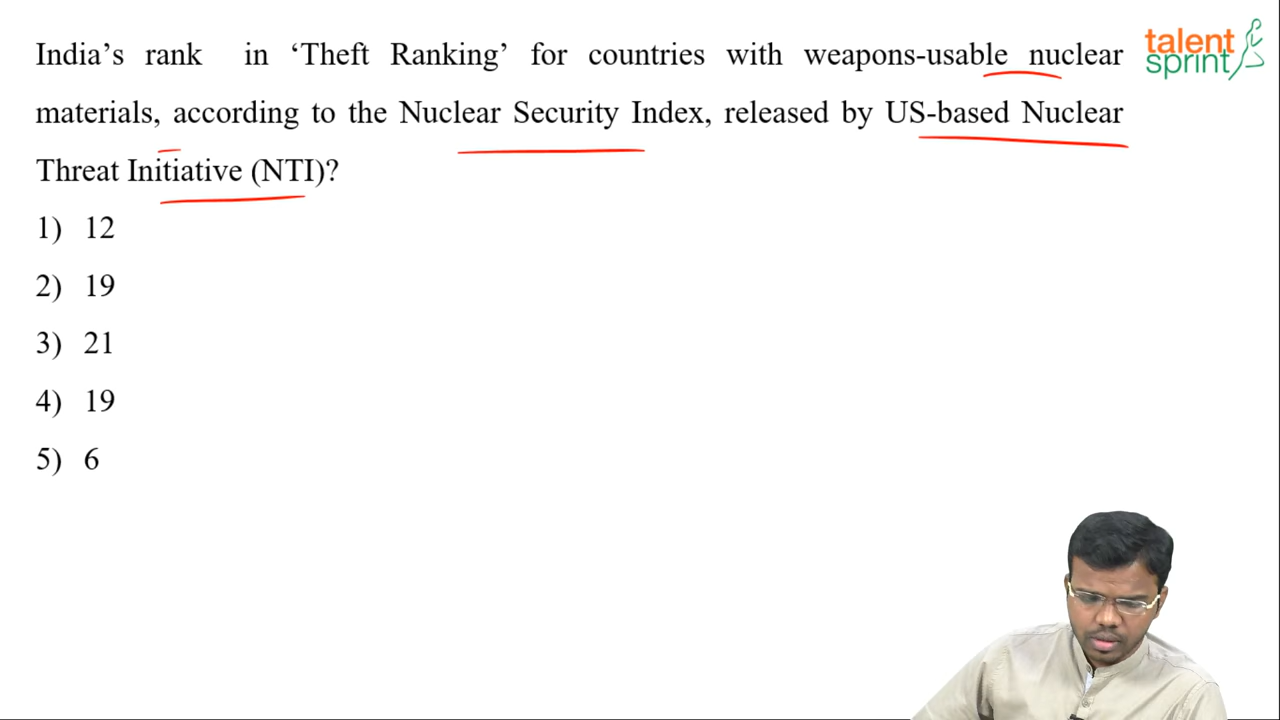 India’s rank in ‘Theft Ranking’ for countries with weapons-usable nuclear
materials, according to the Nuclear Security Index, released by US-based Nuclear
Threat Initiative (NTI)?
1) 12
2) 19
3) 21
4) 19
5) 6
talent
sprint